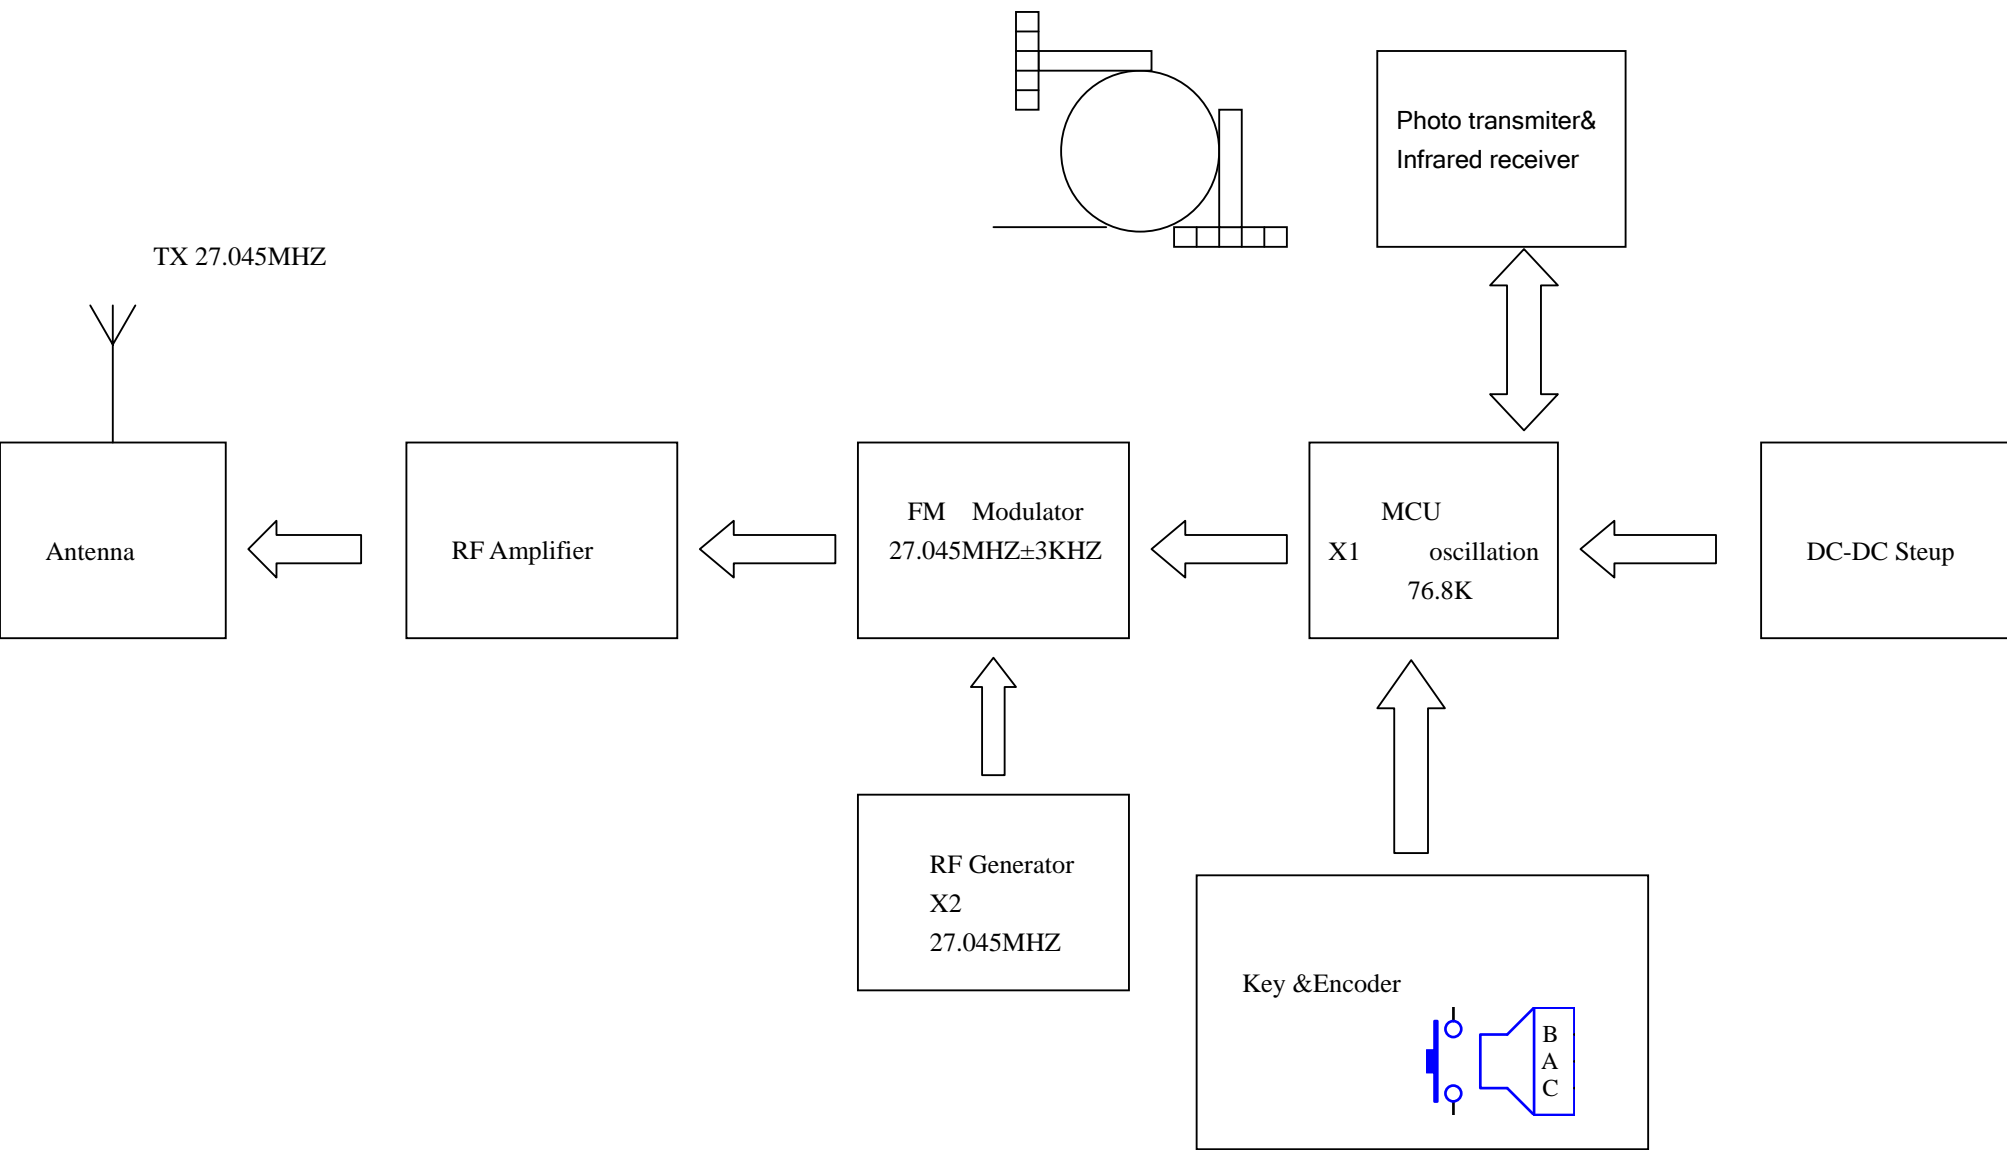 Photo transmiter&
Infrared receiver
TX 27.045MHZ
Antenna
RF Amplifier
FM Modulator
27.045MHZ±3KHZ
MCU
X1 oscillation
76.8K
DC-DC Steup
RF Generator
X2
27.045MHZ
Key &Encoder
B
A
C